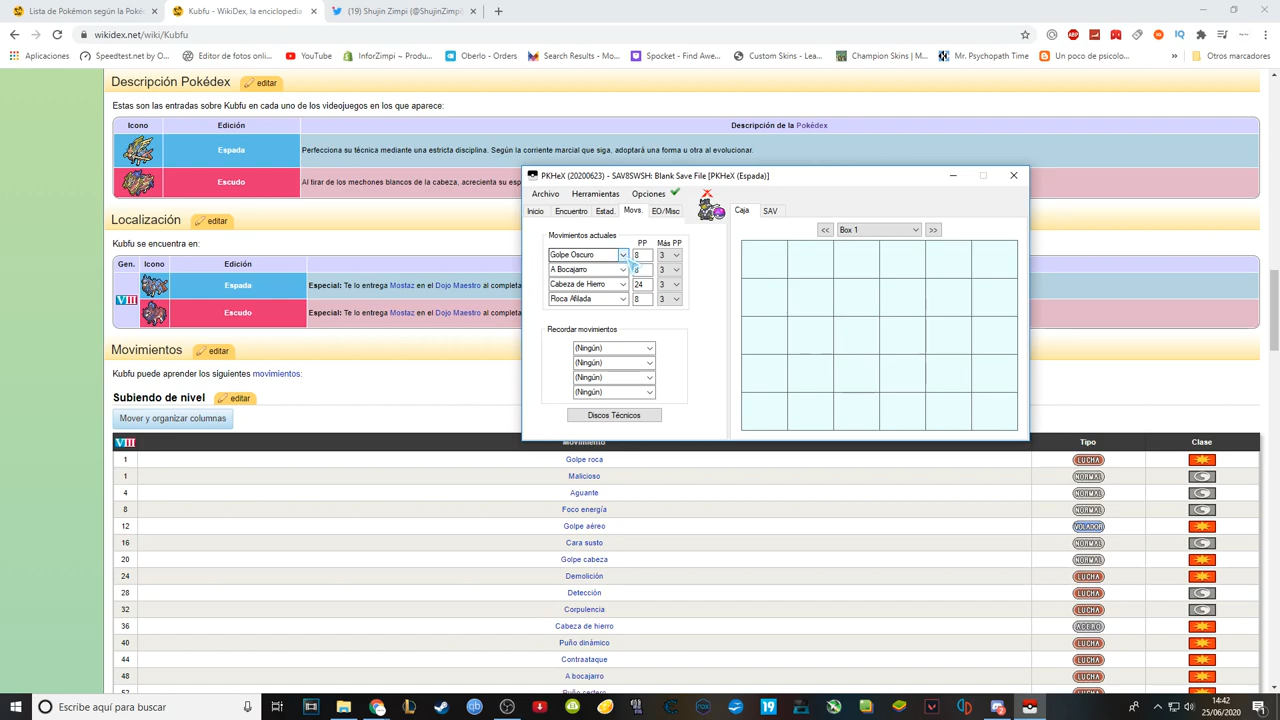 Lista de Pokémon según la Poké
Kubfu - WikiDex, la enciclopedia
(19) Shujin Zimpi (@ShujinZimpi)
wikidex.net/wiki/Kubfu
Aplicaciones
Speedtest.net by O...
Editor de fotos onli...
YouTube
InforZimpi ~ Produ...
Oberlo - Orders
Search Results - Mo...
Spocket - Find Awe...
Custom Skins - Lea...
Champion Skins | M...
Mr. Psychopath Time
Un poco de psicolo...
»
Otros marcadores
Descripción Pokédex
editar
Estas son las entradas sobre Kubfu en cada uno de los videojuegos en los que aparece:
Icono Edición Descripción de la Pokédex
Espada Perfecciona su técnica mediante una estricta disciplina. Según la corriente marcial que siga, adoptará una forma u otra al evolucionar.
Escudo Al tirar de los mechones blancos de la cabeza, acrecienta su esp
Localización
editar
Kubfu se encuentra en:
Gen. Icono Edición
VIII
Espada Especial: Te lo entrega Mostaz en el Dojo Maestro al completa
Escudo Especial: Te lo entrega Mostaz en el Dojo Maestro al completa
Movimientos
editar
Kubfu puede aprender los siguientes movimientos:
Subiendo de nivel
editar
Mover y organizar columnas
VIII Movimiento Tipo Clase
1 Golpe roca LUCHA
1 Malicioso NORMAL
4 Aguante NORMAL
8 Foco energía NORMAL
12 Golpe aéreo VOLADOR
16 Cara susto NORMAL
20 Golpe cabeza NORMAL
24 Demolición LUCHA
28 Detección LUCHA
32 Corpulencia LUCHA
36 Cabeza de hierro ACERO
40 Puño dinámico LUCHA
44 Contraataque LUCHA
48 A bocajarro LUCHA
52 Puño certero
PKHeX (20200623) - SAV8SWSH: Blank Save File [PKHeX (Espada)]
Archivo Herramientas Opciones
Inicio Encuentro Estad. Movs. EO/Misc
Caja SAV
Movimientos actuales
PP Más PP
Golpe Oscuro 8 3
A Bocajarro 8 3
Cabeza de Hierro 24 3
Roca Afilada 8 3
Recordar movimientos
(Ningún)
(Ningún)
(Ningún)
(Ningún)
Discos Técnicos
<< Box 1 >>
Escribe aquí para buscar
14:42
25/06/2020